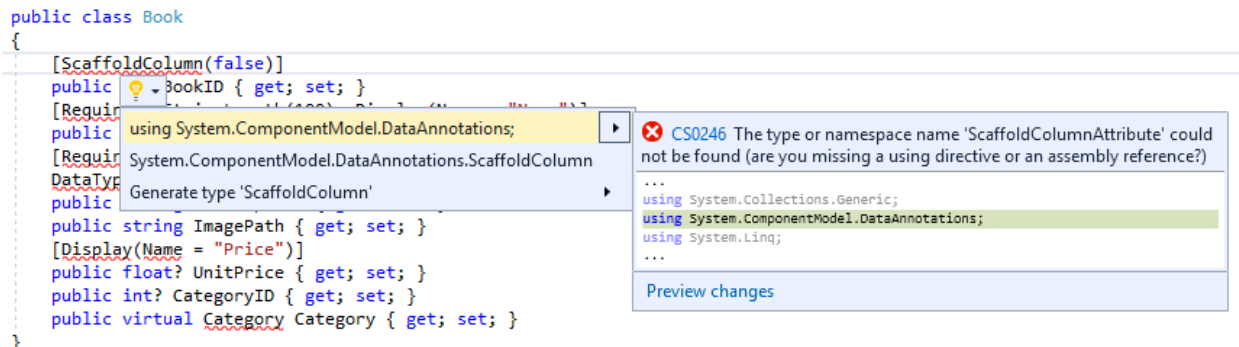 public class Book
{
[ScaffoldColumn(false)]
public BookID { get; set; }
[Requir
public
[Requir
DataTyp
public
public string ImagePath { get; set; }
[Display(Name = "Price")]
public float? UnitPrice { get; set; }
public int? CategoryID { get; set; }
public virtual Category Category { get; set; }
}
using System.ComponentModel.DataAnnotations;
System.ComponentModel.DataAnnotations.ScaffoldColumn
Generate type 'ScaffoldColumn'
CS0246 The type or namespace name 'ScaffoldColumnAttribute' could
not be found (are you missing a using directive or an assembly reference?)
...
using System.Collections.Generic;
using System.ComponentModel.DataAnnotations;
using System.Linq;
...
Preview changes